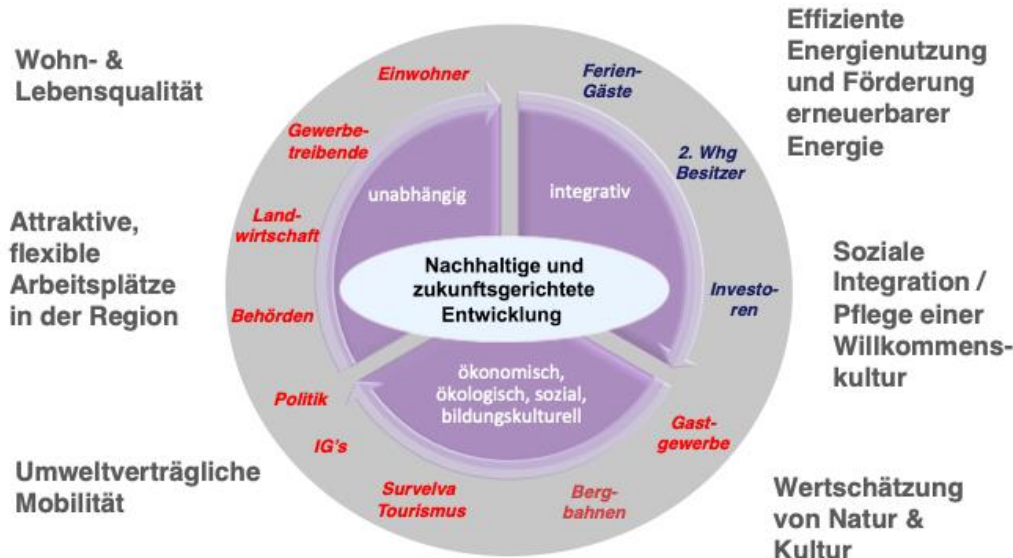 Wohn- &
Lebensqualität
Attraktive,
flexible
Arbeitsplätze
in der Region
Umweltverträgliche
Mobilität
Einwohner
Gewerbe-
treibende
Land-
wirtschaft
Behörden
Politik
IG's
Survelva
Tourismus
Berg-
bahnen
Gast-
gewerbe
Investo-
ren
2. Whg
Besitzer
Ferien-
Gäste
unabhängig
integrativ
Nachhaltige und
zukunftsgerichtete
Entwicklung
ökonomisch,
ökologisch, sozial,
bildungskulturell
Effiziente
Energienutzung
und Förderung
erneuerbarer
Energie
Soziale
Integration /
Pflege einer
Willkommens-
kultur
Wertschätzung
von Natur &
Kultur